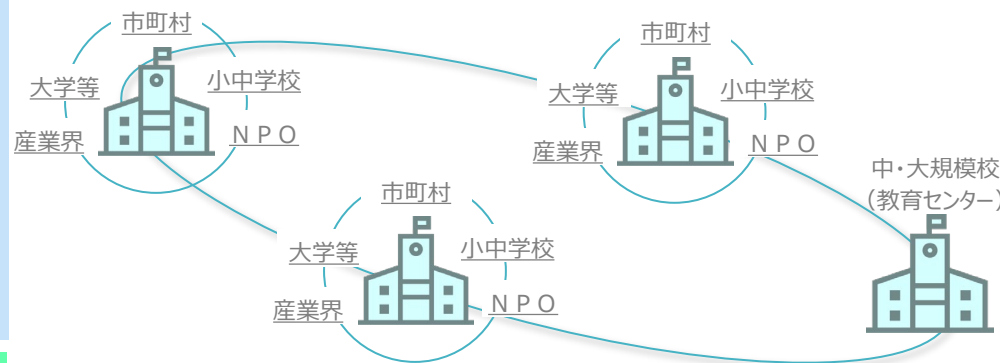 市町村
大学等
小中学校
産業界
ＮＰＯ
市町村
大学等
小中学校
産業界
ＮＰＯ
市町村
大学等
小中学校
産業界
ＮＰＯ
中・大規模校
（教育センター）